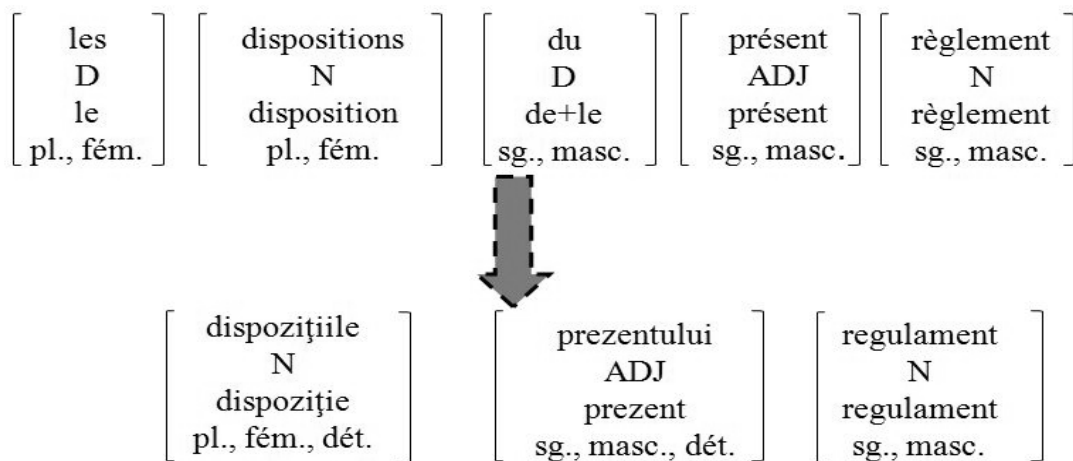 les dispositions du présent règlement
D N D ADJ N
le disposition de+le présent règlement
pl., fém. pl., fém. sg., masc. sg., masc. sg., masc.
dispoziţiile prezentului regulament
N ADJ N
dispoziţie prezent regulament
pl., fém., dét. sg., masc., dét. sg., masc.